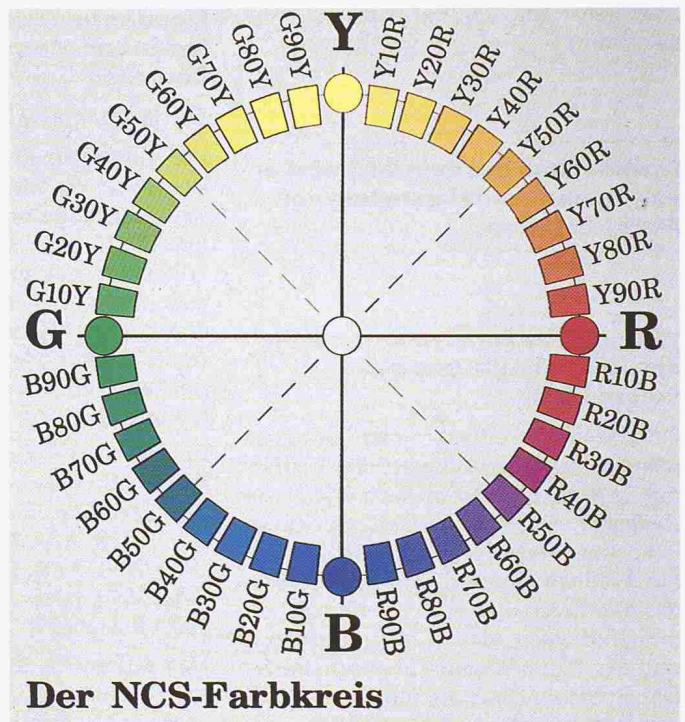 Y
Y10R
Y20R
Y30R
Y40R
Y50R
Y60R
Y70R
Y80R
Y90R
R
R10B
R20B
R30B
R40B
R50B
R60B
R70B
R80B
R90B
B
B10G
B20G
B30G
B40G
B50G
B60G
B70G
B80G
B90G
G
G10Y
G20Y
G30Y
G40Y
G50Y
G60Y
G70Y
G80Y
G90Y
Der NCS-Farbkreis